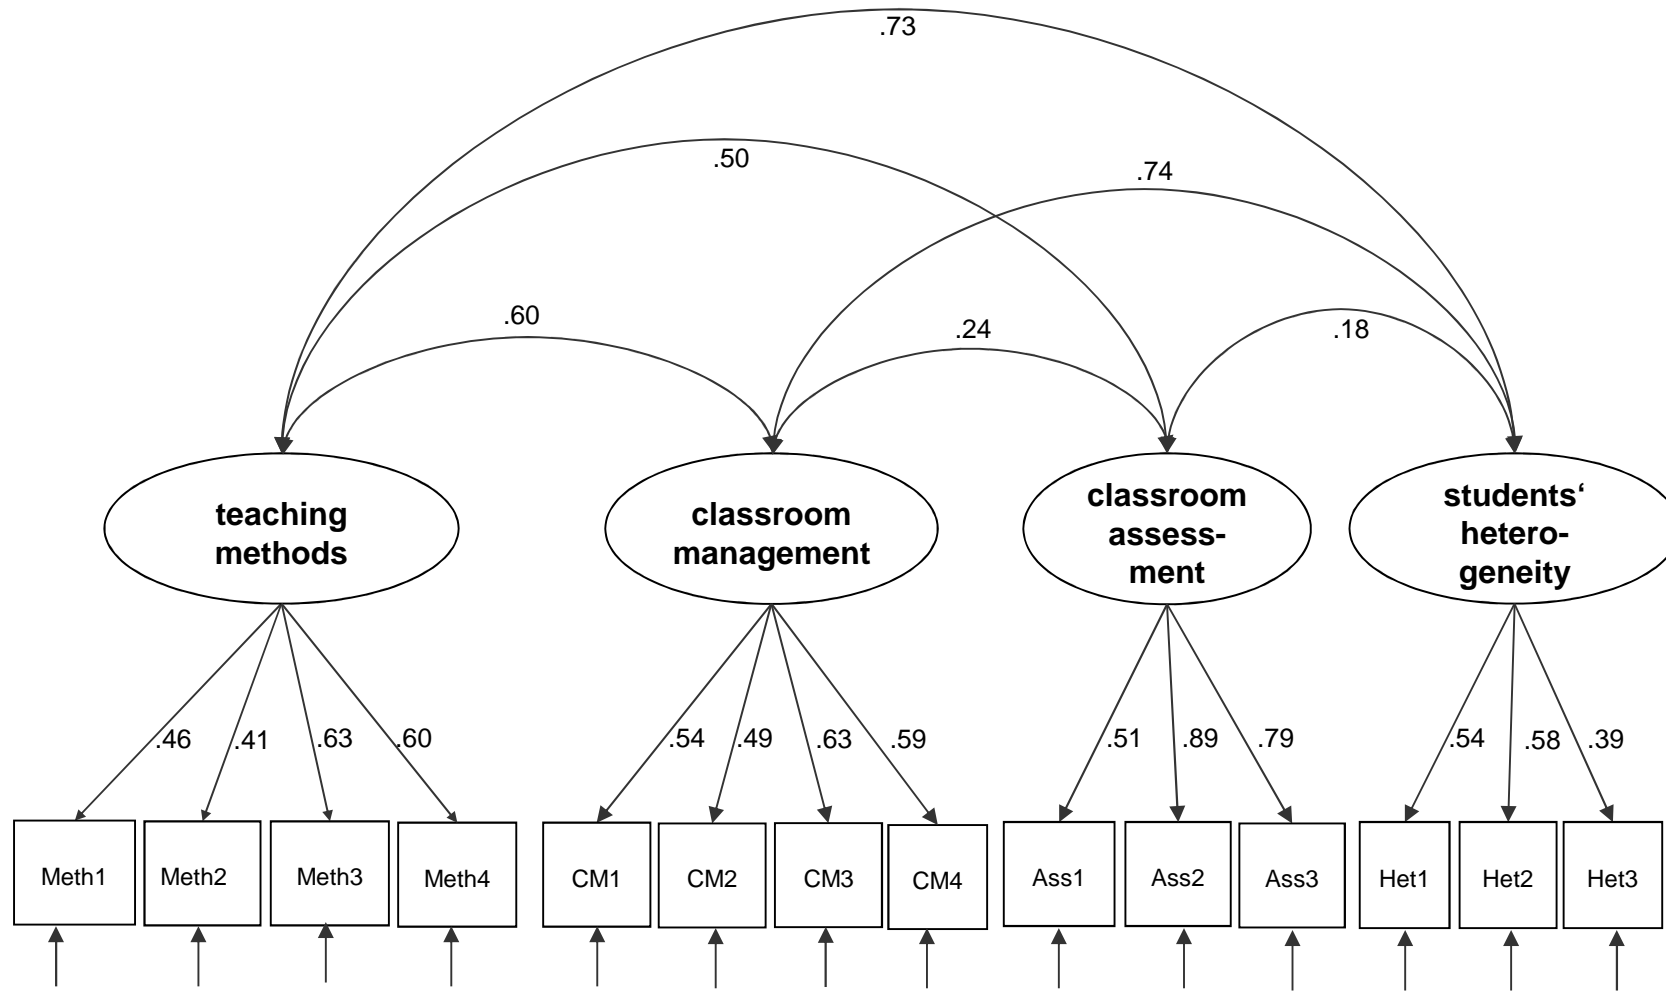 .73
.50
.74
.60
.24
.18
teaching
methods
classroom
management
classroom
assess-
ment
students‘
hetero-
geneity
.46
.41
.63
.60
.54
.49
.63
.59
.51
.89
.79
.54
.58
.39
Meth1
Meth2
Meth3
Meth4
CM1
CM2
CM3
CM4
Ass1
Ass2
Ass3
Het1
Het2
Het3